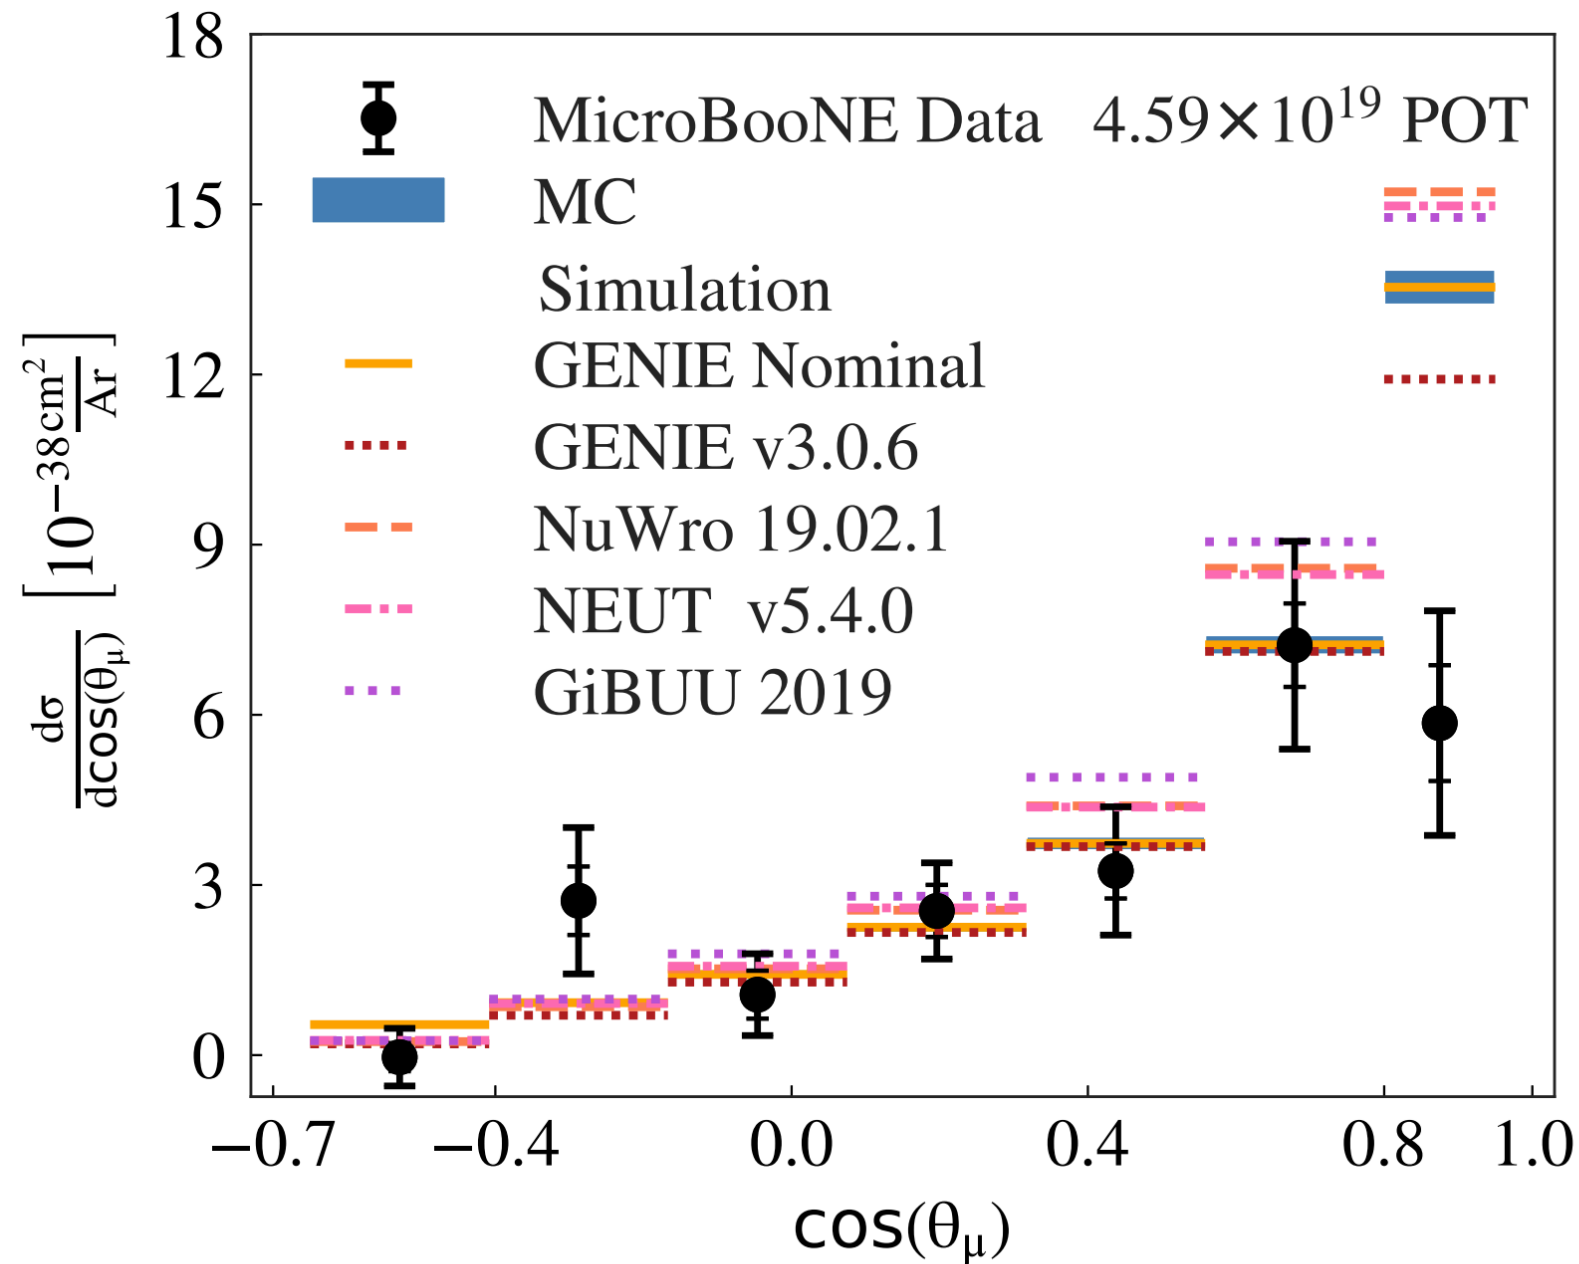 18
15
12
9
6
3
0
dσ/dcos(θμ) [10⁻³⁸ cm²/Ar]
MicroBooNE Data 4.59×10¹⁹ POT
MC
Simulation
GENIE Nominal
GENIE v3.0.6
NuWro 19.02.1
NEUT v5.4.0
GiBUU 2019
−0.7 −0.4 0.0 0.4 0.8 1.0
cos(θμ)